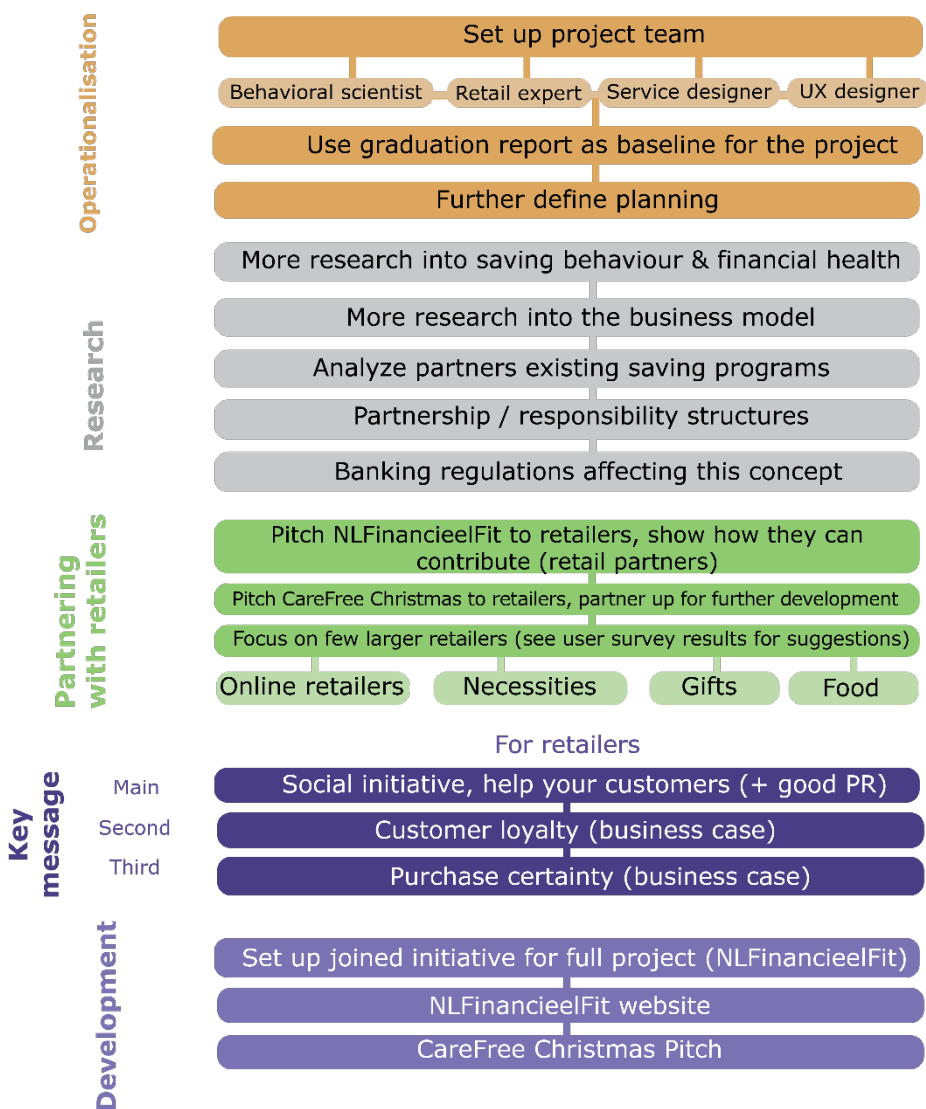 Operationalisation
Set up project team
Behavioral scientist
Retail expert
Service designer
UX designer
Use graduation report as baseline for the project
Further define planning
Research
More research into saving behaviour & financial health
More research into the business model
Analyze partners existing saving programs
Partnership / responsibility structures
Banking regulations affecting this concept
Partnering
with retailers
Pitch NLFinancieelFit to retailers, show how they can
contribute (retail partners)
Pitch CareFree Christmas to retailers, partner up for further development
Focus on few larger retailers (see user survey results for suggestions)
Online retailers
Necessities
Gifts
Food
For retailers
Key
message
Main
Social initiative, help your customers (+ good PR)
Second
Customer loyalty (business case)
Third
Purchase certainty (business case)
Development
Set up joined initiative for full project (NLFinancieelFit)
NLFinancieelFit website
CareFree Christmas Pitch